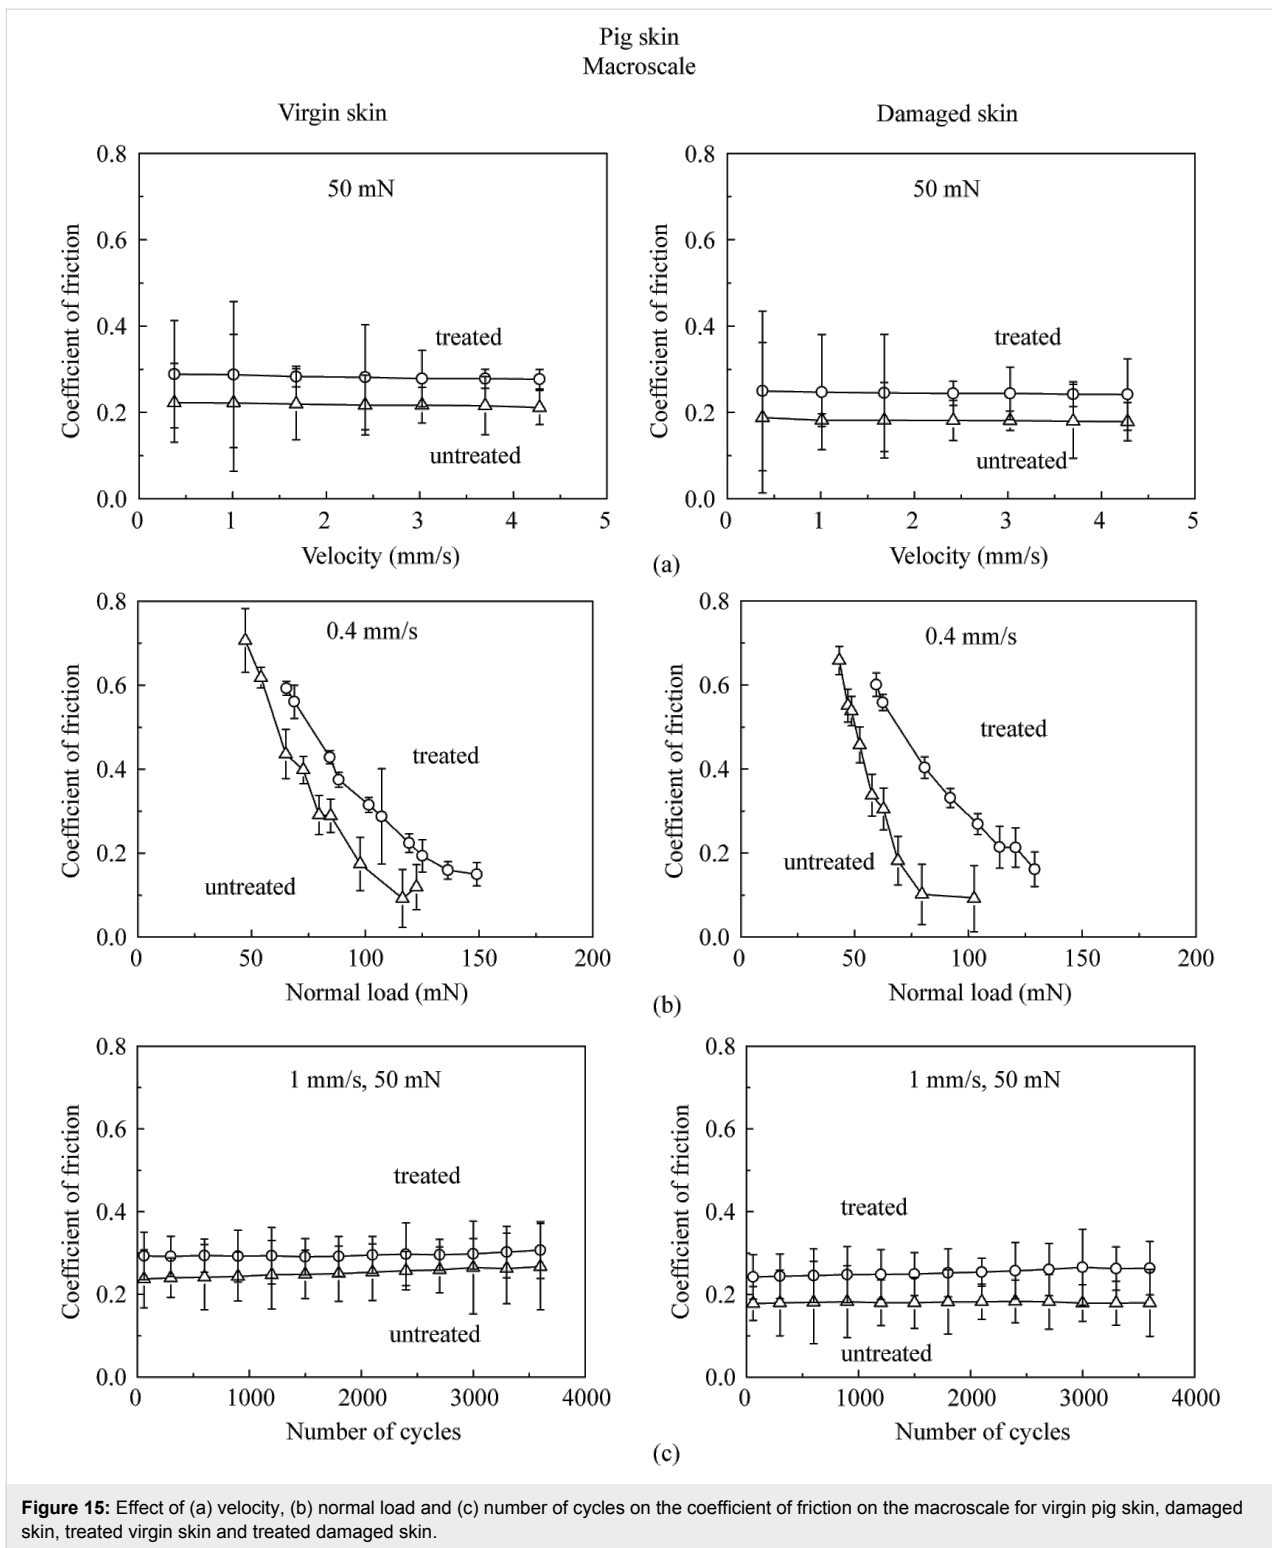 Pig skin
Macroscale
Virgin skin
Damaged skin
0.8
50 mN
0.6
0.4
treated
0.2
untreated
0.0
0 1 2 3 4 5
Coefficient of friction
Velocity (mm/s)
0.8
50 mN
0.6
0.4
treated
0.2
untreated
0.0
0 1 2 3 4 5
Coefficient of friction
Velocity (mm/s)
(a)
0.8
0.4 mm/s
0.6
treated
0.4
0.2
untreated
0.0
0 50 100 150 200
Coefficient of friction
Normal load (mN)
0.8
0.4 mm/s
0.6
treated
0.4
0.2
untreated
0.0
0 50 100 150 200
Coefficient of friction
Normal load (mN)
(b)
0.8
1 mm/s, 50 mN
0.6
treated
0.4
0.2
untreated
0.0
0 1000 2000 3000 4000
Coefficient of friction
Number of cycles
0.8
1 mm/s, 50 mN
0.6
0.4
treated
0.2
untreated
0.0
0 1000 2000 3000 4000
Coefficient of friction
Number of cycles
(c)
Figure 15: Effect of (a) velocity, (b) normal load and (c) number of cycles on the coefficient of friction on the macroscale for virgin pig skin, damaged
skin, treated virgin skin and treated damaged skin.